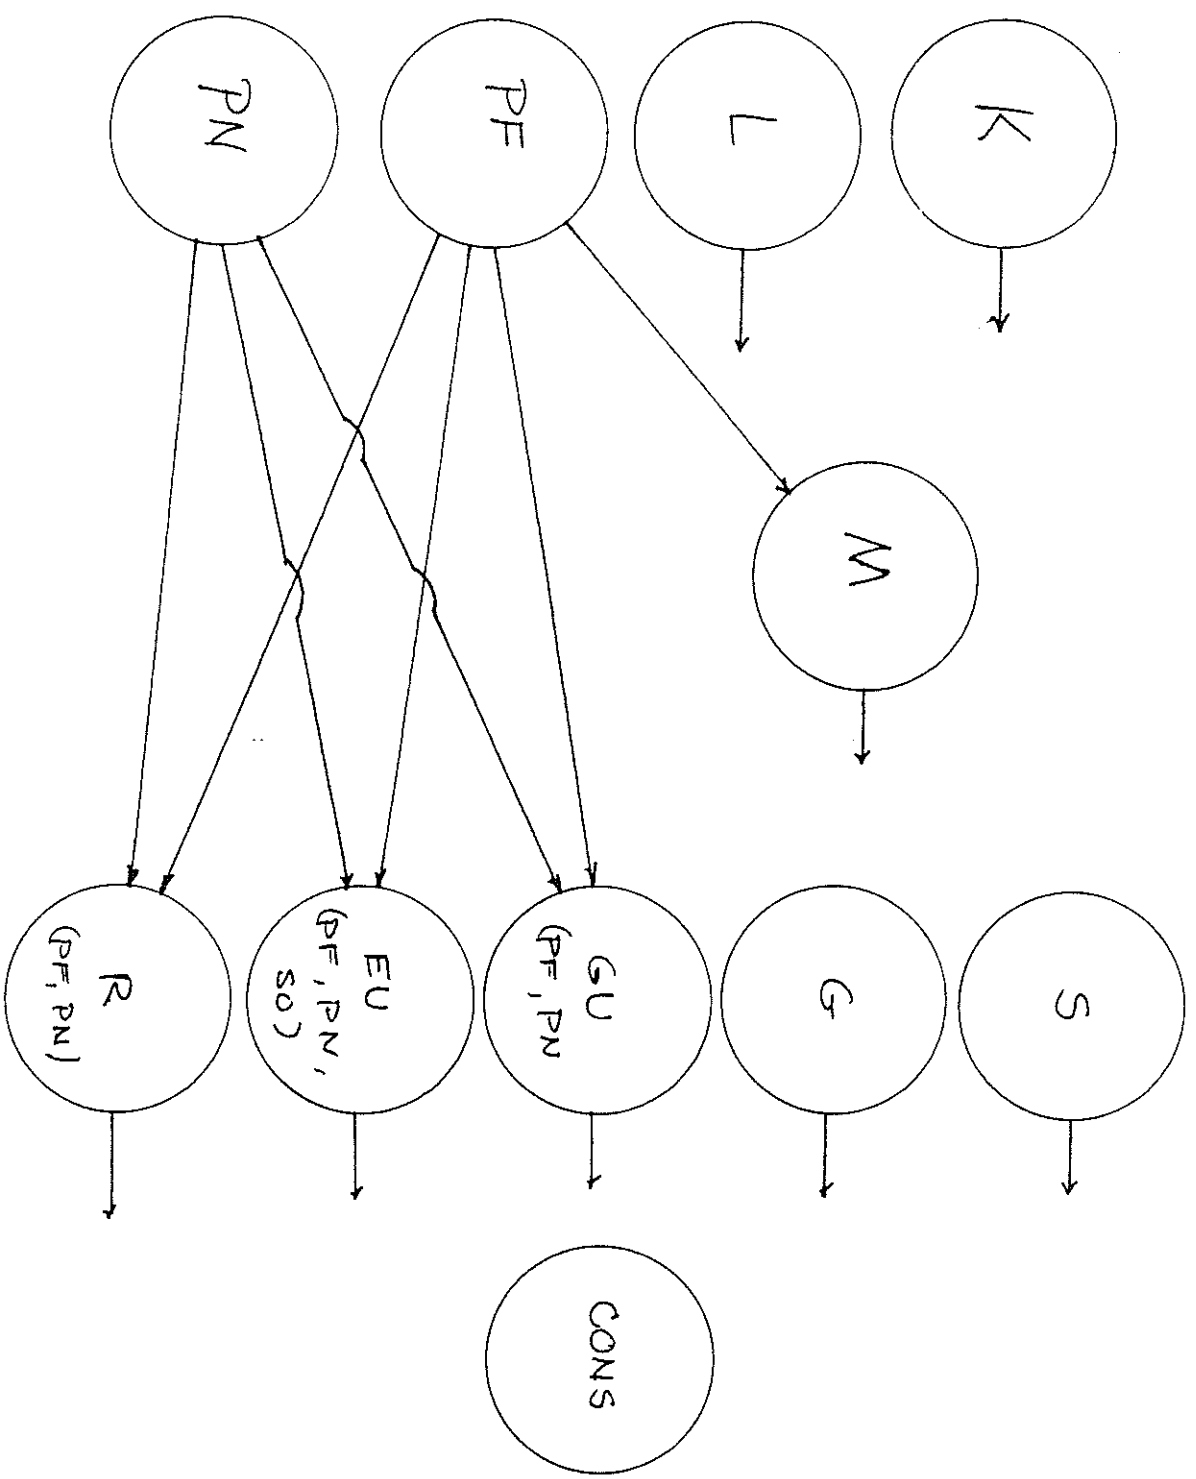 K
L
PF
PN
M
S
G
GU
(PF,PN
EU
(PF,PN,
SO)
R
(PF,PN)
CONS